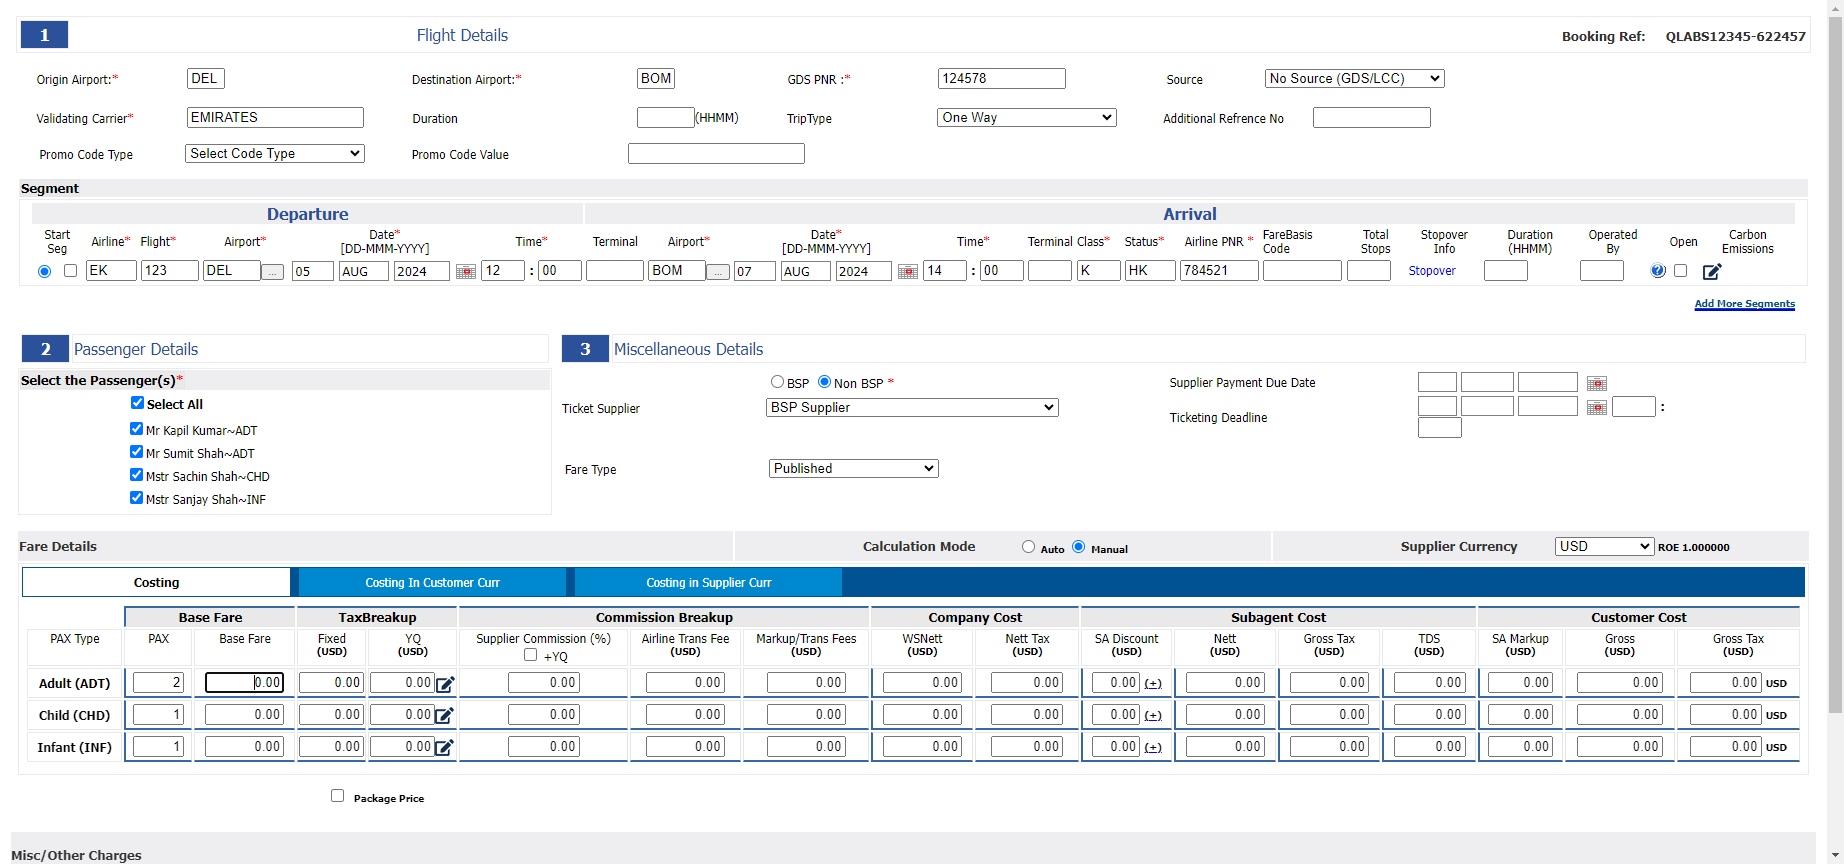 1 Flight Details Booking Ref: QLABS12345-622457
Origin Airport:* DEL Destination Airport:* BOM GDS PNR :* 124578 Source No Source (GDS/LCC)
Validating Carrier* EMIRATES Duration (HHMM) TripType One Way Additional Refrence No
Promo Code Type Select Code Type Promo Code Value
Segment
Departure Arrival
Start Seg Airline* Flight* Airport* Date* [DD-MMM-YYYY] Time* Terminal Airport* Date* [DD-MMM-YYYY] Time* Terminal Class* Status* Airline PNR * FareBasis Code Total Stops Stopover Info Duration (HHMM) Operated By Open Carbon Emissions
EK 123 DEL ... 05 AUG 2024 12 : 00 BOM ... 07 AUG 2024 14 : 00 K HK 784521 Stopover ?
Add More Segments
2 Passenger Details
Select the Passenger(s)*
Select All
Mr Kapil Kumar~ADT
Mr Sumit Shah~ADT
Mstr Sachin Shah~CHD
Mstr Sanjay Shah~INF
3 Miscellaneous Details
BSP Non BSP * Supplier Payment Due Date
Ticket Supplier BSP Supplier Ticketing Deadline :
Fare Type Published
Fare Details Calculation Mode Auto Manual Supplier Currency USD ROE 1.000000
Costing Costing In Customer Curr Costing in Supplier Curr
Base Fare TaxBreakup Commission Breakup Company Cost Subagent Cost Customer Cost
PAX Type PAX Base Fare Fixed (USD) YQ (USD) Supplier Commission (%) +YQ Airline Trans Fee (USD) Markup/Trans Fees (USD) WSNett (USD) Nett Tax (USD) SA Discount (USD) Nett (USD) Gross Tax (USD) TDS (USD) SA Markup (USD) Gross (USD) Gross Tax (USD)
Adult (ADT) 2 0.00 0.00 0.00 0.00 0.00 0.00 0.00 0.00 0.00 (+) 0.00 0.00 0.00 0.00 0.00 0.00 USD
Child (CHD) 1 0.00 0.00 0.00 0.00 0.00 0.00 0.00 0.00 0.00 (+) 0.00 0.00 0.00 0.00 0.00 0.00 USD
Infant (INF) 1 0.00 0.00 0.00 0.00 0.00 0.00 0.00 0.00 0.00 (+) 0.00 0.00 0.00 0.00 0.00 0.00 USD
Package Price
Misc/Other Charges